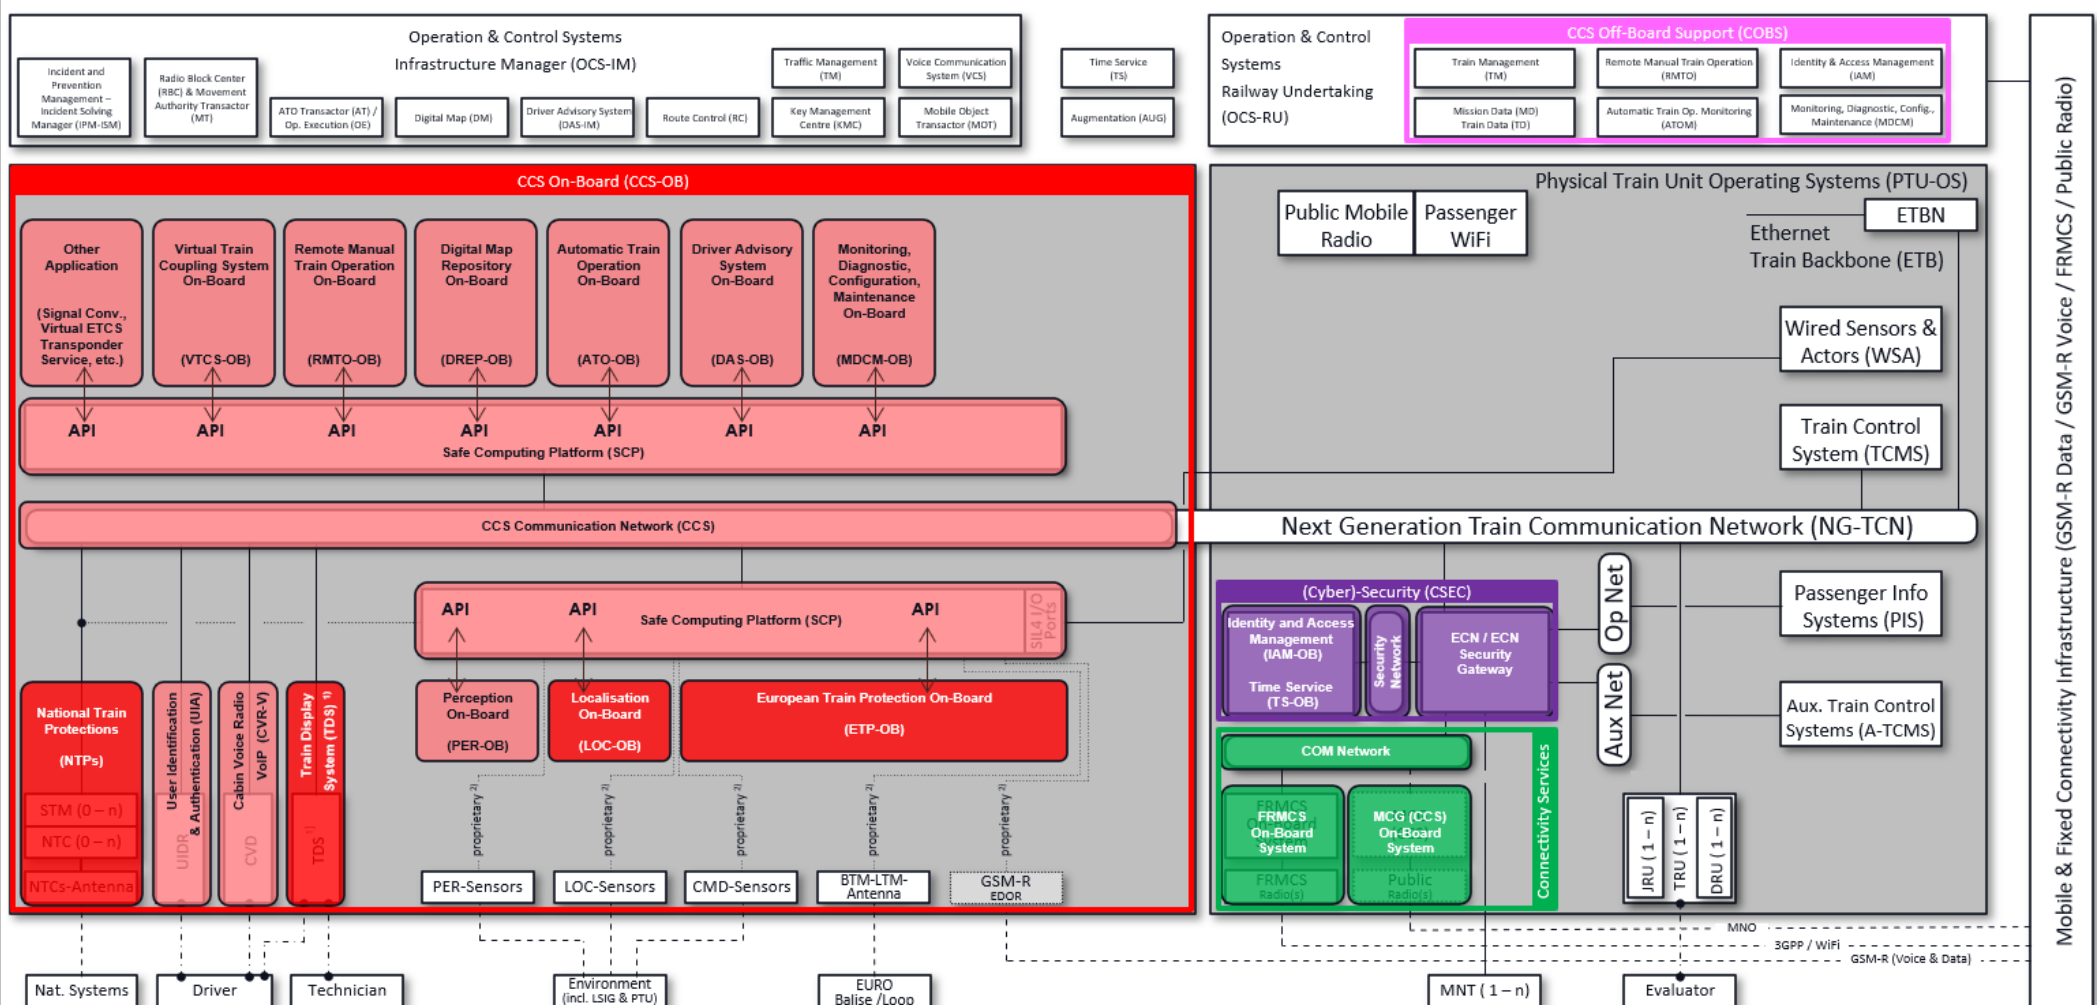 Operation & Control Systems
Infrastructure Manager (OCS-IM)
Incident and
Prevention
Management –
Incident Solving
Manager (IPM-ISM)
Radio Block Center
(RBC) & Movement
Authority Transactor
(MT)
ATO Transactor (AT) /
Op. Execution (OE)
Digital Map (DM)
Driver Advisory System
(DAS-IM)
Route Control (RC)
Traffic Management
(TM)
Key Management
Centre (KMC)
Voice Communication
System (VCS)
Mobile Object
Transactor (MOT)
Time Service
(TS)
Augmentation (AUG)
Operation & Control
Systems
Railway Undertaking
(OCS-RU)
CCS Off-Board Support (COBS)
Train Management
(TM)
Remote Manual Train Operation
(RMTO)
Identity & Access Management
(IAM)
Mission Data (MD)
Train Data (TD)
Automatic Train Op. Monitoring
(ATOM)
Monitoring, Diagnostic, Config.,
Maintenance (MDCM)
Mobile & Fixed Connectivity Infrastructure (GSM-R Data / GSM-R Voice / FRMCS / Public Radio)
CCS On-Board (CCS-OB)
Other
Application
(Signal Conv.,
Virtual ETCS
Transponder
Service, etc.)
Virtual Train
Coupling System
On-Board
(VTCS-OB)
Remote Manual
Train Operation
On-Board
(RMTO-OB)
Digital Map
Repository
On-Board
(DREP-OB)
Automatic Train
Operation
On-Board
(ATO-OB)
Driver Advisory
System
On-Board
(DAS-OB)
Monitoring,
Diagnostic,
Configuration,
Maintenance
On-Board
(MDCM-OB)
API API API API API API API
Safe Computing Platform (SCP)
CCS Communication Network (CCS)
API API API
Safe Computing Platform (SCP)
SIL4 I/O
Ports
National Train
Protections
(NTPs)
STM (0 – n)
NTC (0 – n)
NTCs-Antenna
User Identification
& Authentication (UIA)
UIDR
Cabin Voice Radio
VoIP (CVR-V)
CVD
Train Display
System (TDS) 1)
TDS 1)
Perception
On-Board
(PER-OB)
Localisation
On-Board
(LOC-OB)
European Train Protection On-Board
(ETP-OB)
proprietary 2)
proprietary 2)
proprietary 2)
proprietary 2)
proprietary 2)
PER-Sensors
LOC-Sensors
CMD-Sensors
BTM-LTM-
Antenna
GSM-R
EDOR
Physical Train Unit Operating Systems (PTU-OS)
Public Mobile
Radio
Passenger
WiFi
ETBN
Ethernet
Train Backbone (ETB)
Wired Sensors &
Actors (WSA)
Train Control
System (TCMS)
Next Generation Train Communication Network (NG-TCN)
(Cyber)-Security (CSEC)
Identity and Access
Management
(IAM-OB)
Time Service
(TS-OB)
Security
Network
ECN / ECN
Security
Gateway
Op Net
Aux Net
Passenger Info
Systems (PIS)
Aux. Train Control
Systems (A-TCMS)
COM Network
Connectivity Services
FRMCS
On-Board
System
FRMCS
Radio(s)
MCG (CCS)
On-Board
System
Public
Radio(s)
JRU ( 1 – n)
TRU ( 1 – n)
DRU ( 1 – n)
MNO
3GPP / WiFi
GSM-R (Voice & Data)
Nat. Systems
Driver
Technician
Environment
(incl. LSIG & PTU)
EURO
Balise /Loop
MNT ( 1 – n)
Evaluator